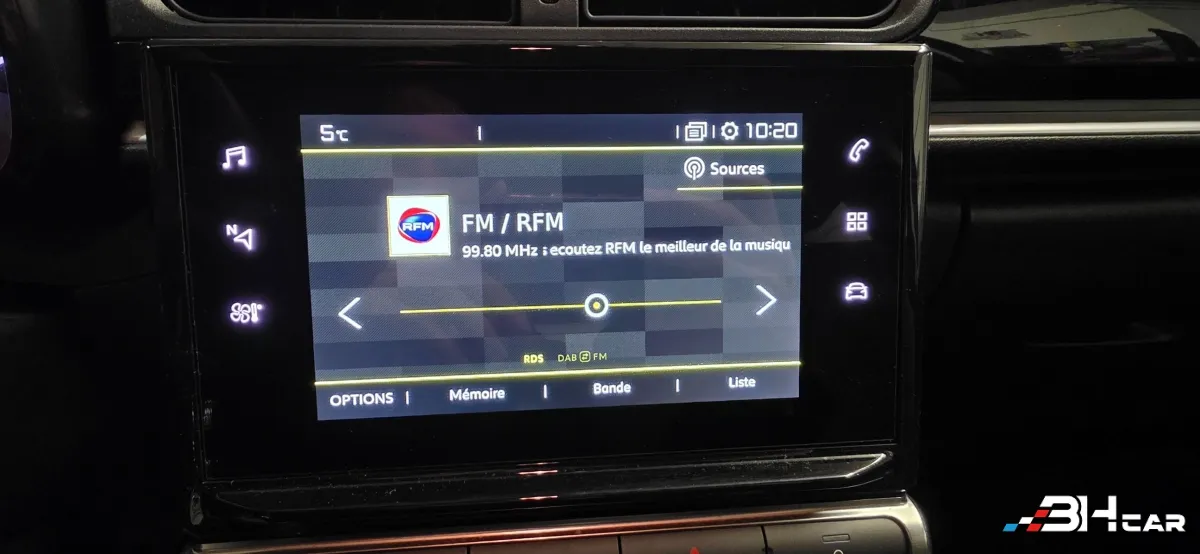 5°C
10:20
Sources
RFM
FM / RFM
99.80 MHz : ecoutez RFM le meilleur de la musiqu
N
RDS DAB FM
OPTIONS | Mémoire | Bande | Liste
3HCAR